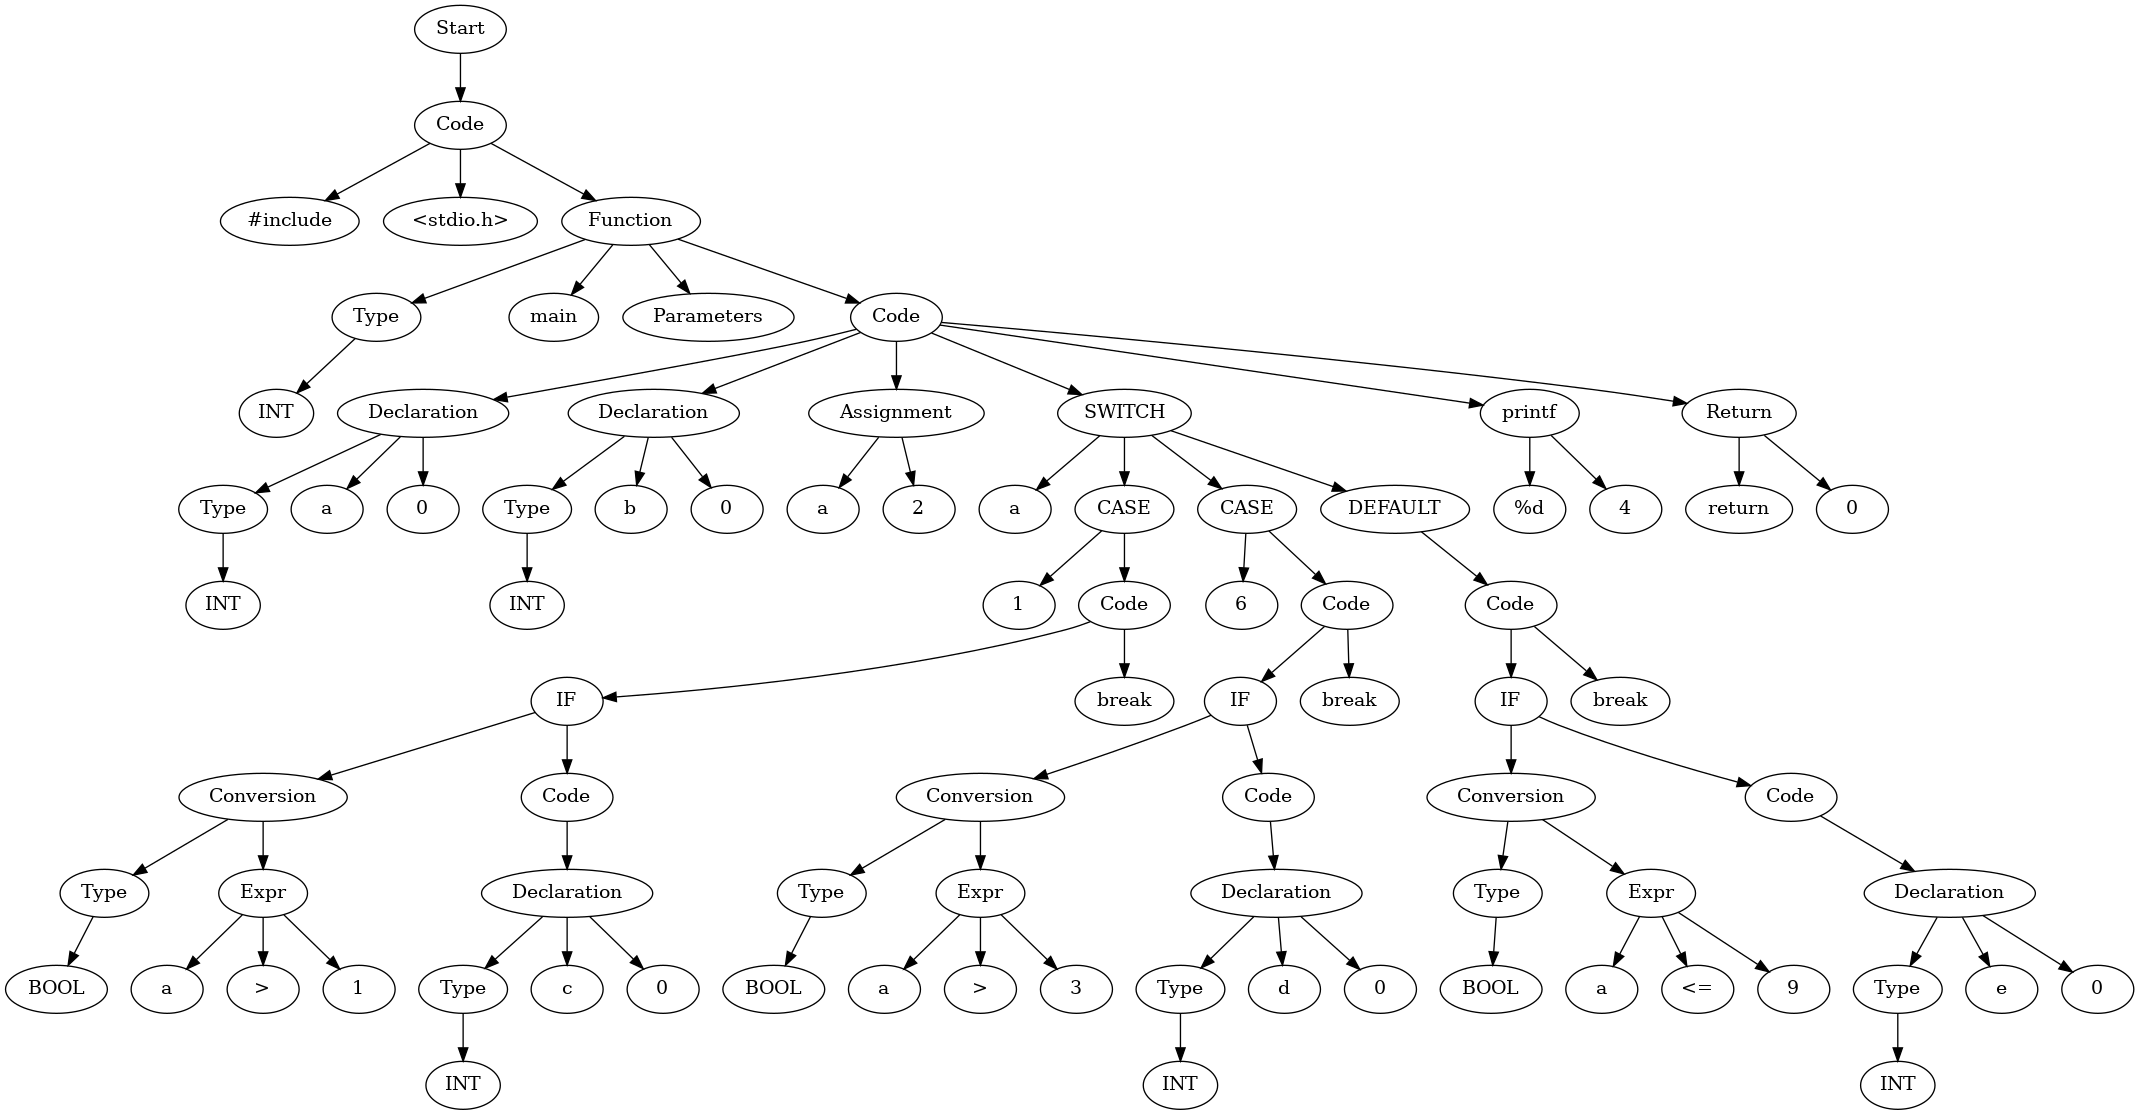 Start
Code
#include
<stdio.h>
Function
Type
main
Parameters
Code
INT
Declaration
Declaration
Assignment
SWITCH
printf
Return
Type
a
0
Type
b
0
a
2
a
CASE
CASE
DEFAULT
%d
4
return
0
INT
INT
1
Code
6
Code
Code
IF
break
IF
break
IF
break
Conversion
Code
Conversion
Code
Conversion
Code
Type
Expr
Declaration
Type
Expr
Declaration
Type
Expr
Declaration
BOOL
a
>
1
Type
c
0
BOOL
a
>
3
Type
d
0
BOOL
a
<=
9
Type
e
0
INT
INT
INT